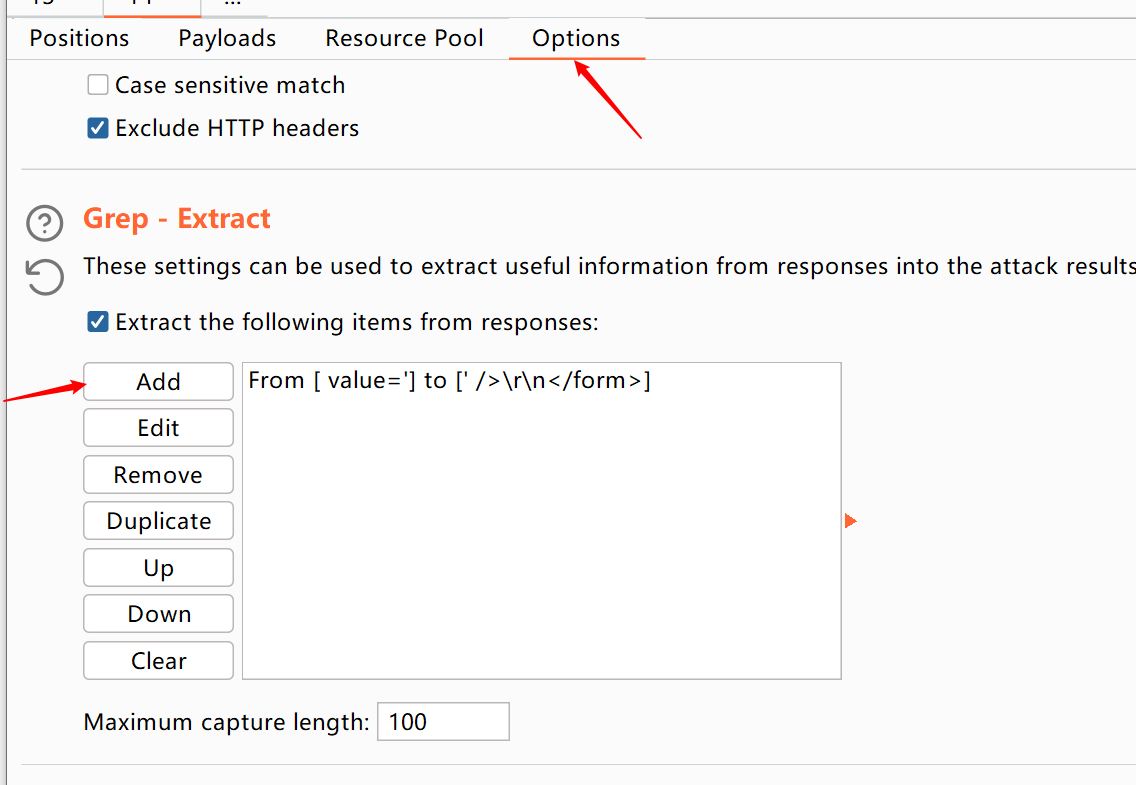 ...
Positions Payloads Resource Pool Options
Case sensitive match
Exclude HTTP headers
Grep - Extract
These settings can be used to extract useful information from responses into the attack results
Extract the following items from responses:
Add
From [ value='] to [' />\r\n</form>]
Edit
Remove
Duplicate
Up
Down
Clear
Maximum capture length: 100